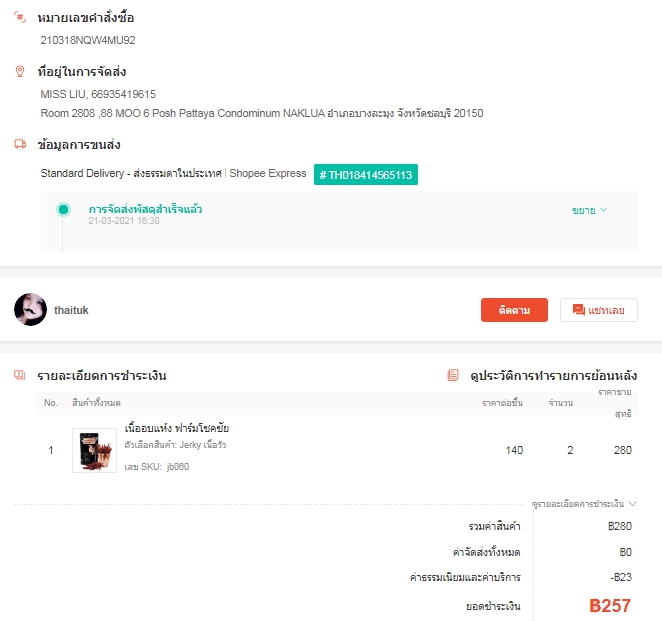 หมายเลขคำสั่งซื้อ
210318NQW4MU92
ที่อยู่ในการจัดส่ง
MISS LIU, 66935419615
Room 2808 ,88 MOO 6 Posh Pattaya Condominum NAKLUA อำเภอบางละมุง จังหวัดชลบุรี 20150
ข้อมูลการขนส่ง
Standard Delivery - ส่งธรรมดาในประเทศ | Shopee Express # TH018414565113
การจัดส่งพัสดุสำเร็จแล้ว ขยาย
21-03-2021 16:30
thaituk ติดตาม แชทเลย
รายละเอียดการชำระเงิน ดูประวัติการทำรายการย้อนหลัง
No. สินค้าทั้งหมด ราคาต่อชิ้น จำนวน ราคาขายสุทธิ
เนื้ออบแห้ง ฟาร์มโชคชัย
ตัวเลือกสินค้า: Jerky เนื้อวัว
1 140 2 280
เลข SKU: jb060
ดูรายละเอียดการชำระเงิน
รวมค่าสินค้า ฿280
ค่าจัดส่งทั้งหมด ฿0
ค่าธรรมเนียมและค่าบริการ -฿23
ยอดชำระเงิน ฿257